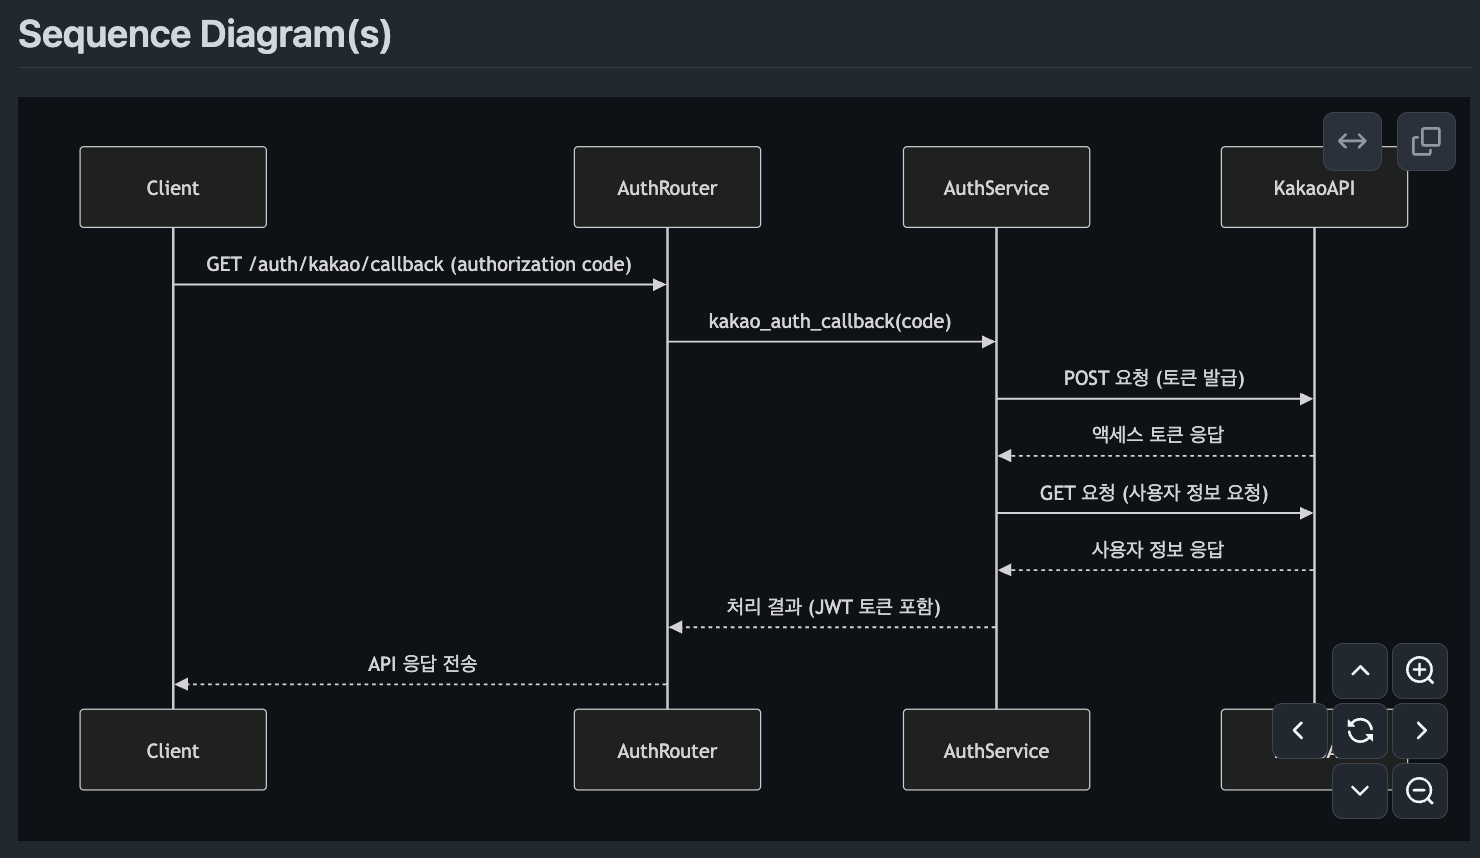 Sequence Diagram(s)
Client
AuthRouter
AuthService
KakaoAPI
GET /auth/kakao/callback (authorization code)
kakao_auth_callback(code)
POST 요청 (토큰 발급)
액세스 토큰 응답
GET 요청 (사용자 정보 요청)
사용자 정보 응답
처리 결과 (JWT 토큰 포함)
API 응답 전송
Client
AuthRouter
AuthService